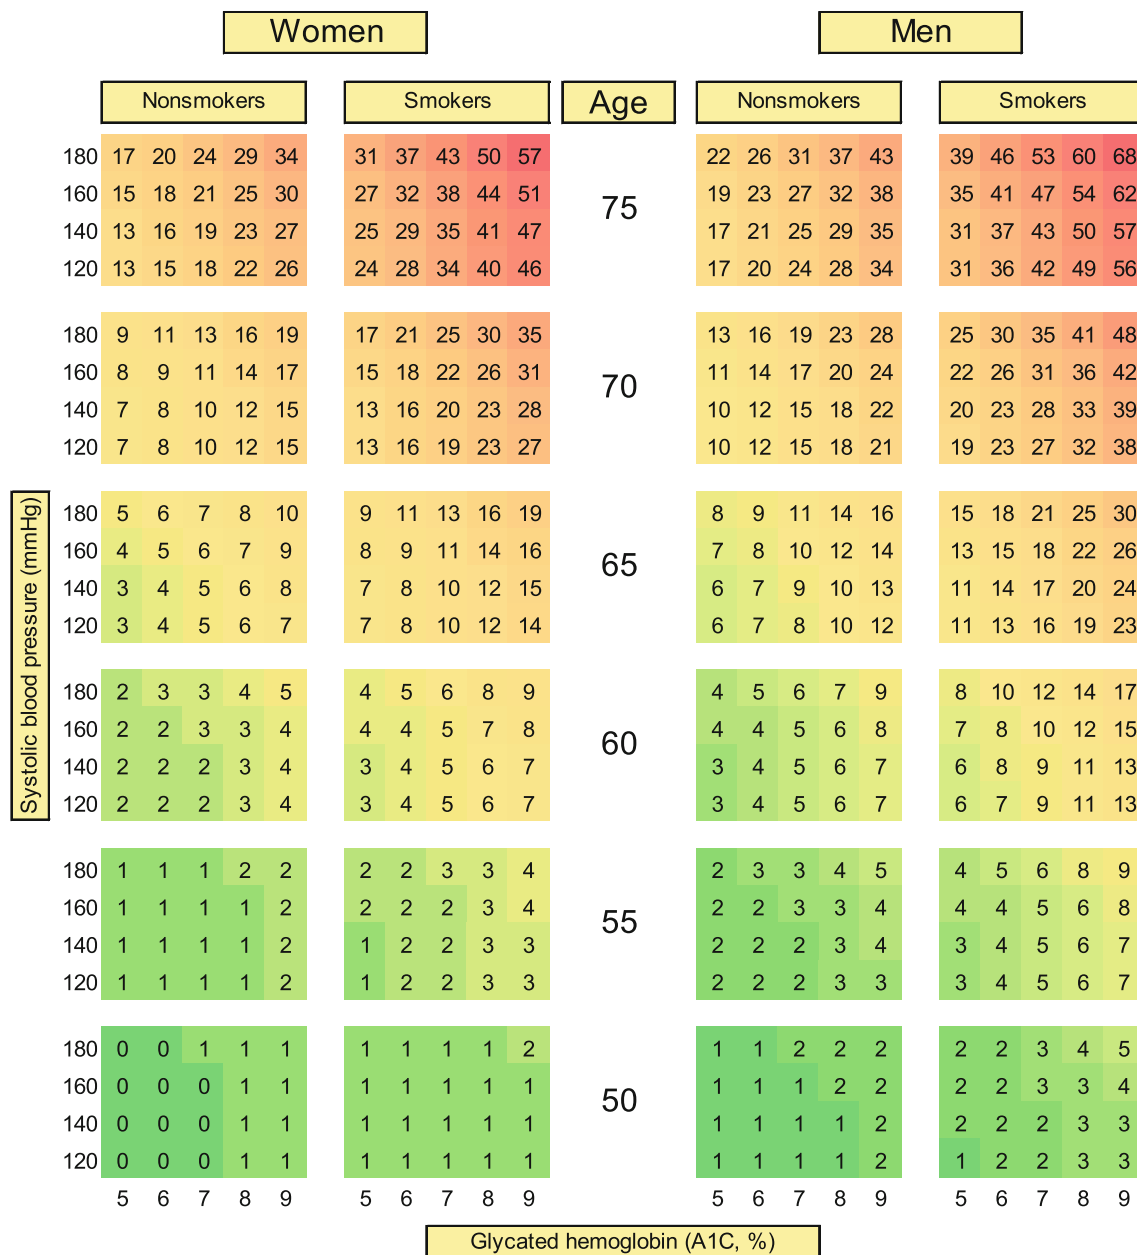 Women Men
Nonsmokers Smokers Age Nonsmokers Smokers
180 17 20 24 29 34 31 37 43 50 57 22 26 31 37 43 39 46 53 60 68
160 15 18 21 25 30 27 32 38 44 51 19 23 27 32 38 35 41 47 54 62
75
140 13 16 19 23 27 25 29 35 41 47 17 21 25 29 35 31 37 43 50 57
120 13 15 18 22 26 24 28 34 40 46 17 20 24 28 34 31 36 42 49 56
180 9 11 13 16 19 17 21 25 30 35 13 16 19 23 28 25 30 35 41 48
160 8 9 11 14 17 15 18 22 26 31 11 14 17 20 24 22 26 31 36 42
70
140 7 8 10 12 15 13 16 20 23 28 10 12 15 18 22 20 23 28 33 39
120 7 8 10 12 15 13 16 19 23 27 10 12 15 18 21 19 23 27 32 38
Systolic blood pressure (mmHg)
180 5 6 7 8 10 9 11 13 16 19 8 9 11 14 16 15 18 21 25 30
160 4 5 6 7 9 8 9 11 14 16 7 8 10 12 14 13 15 18 22 26
65
140 3 4 5 6 8 7 8 10 12 15 6 7 9 10 13 11 14 17 20 24
120 3 4 5 6 7 7 8 10 12 14 6 7 8 10 12 11 13 16 19 23
180 2 3 3 4 5 4 5 6 8 9 4 5 6 7 9 8 10 12 14 17
160 2 2 3 3 4 4 4 5 7 8 4 4 5 6 8 7 8 10 12 15
60
140 2 2 2 3 4 3 4 5 6 7 3 4 5 6 7 6 8 9 11 13
120 2 2 2 3 4 3 4 5 6 7 3 4 5 6 7 6 7 9 11 13
180 1 1 1 2 2 2 2 3 3 4 2 3 3 4 5 4 5 6 8 9
160 1 1 1 1 2 2 2 2 3 4 2 2 3 3 4 4 4 5 6 8
55
140 1 1 1 1 2 1 2 2 3 3 2 2 2 3 4 3 4 5 6 7
120 1 1 1 1 2 1 2 2 3 3 2 2 2 3 3 3 4 5 6 7
180 0 0 1 1 1 1 1 1 1 2 1 1 2 2 2 2 2 3 4 5
160 0 0 0 1 1 1 1 1 1 1 1 1 1 2 2 2 2 3 3 4
50
140 0 0 0 1 1 1 1 1 1 1 1 1 1 1 2 2 2 2 3 3
120 0 0 0 1 1 1 1 1 1 1 1 1 1 1 2 1 2 2 3 3
5 6 7 8 9 5 6 7 8 9 5 6 7 8 9 5 6 7 8 9
Glycated hemoglobin (A1C, %)